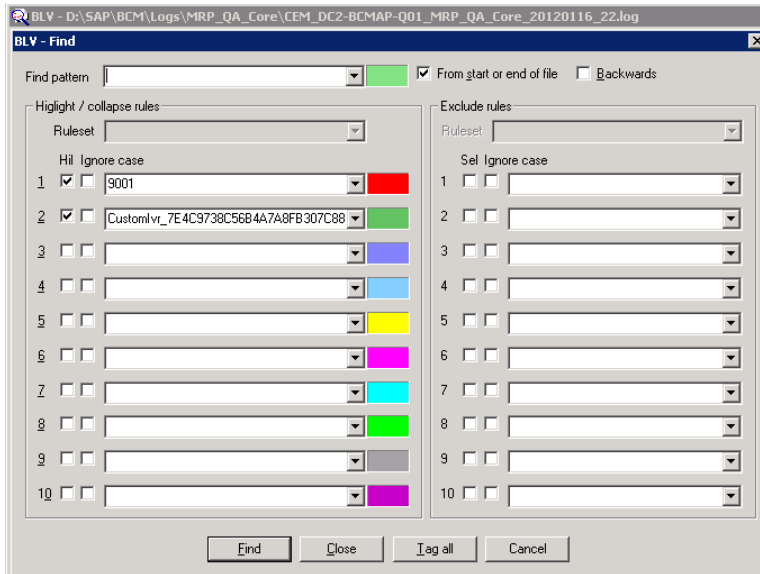 BLV - D:\SAP\BCM\Logs\MRP_QA_Core\CEM_DC2-BCMAP-Q01_MRP_QA_Core_20120116_22.log
BLV - Find
Find pattern From start or end of file Backwards
Higlight / collapse rules Exclude rules
Ruleset Ruleset
Hil Ignore case Sel Ignore case
1 9001 1
2 CustomIvr_7E4C9738C56B4A7A8FB307C88 2
3 3
4 4
5 5
6 6
7 7
8 8
9 9
10 10
Find Close Tag all Cancel